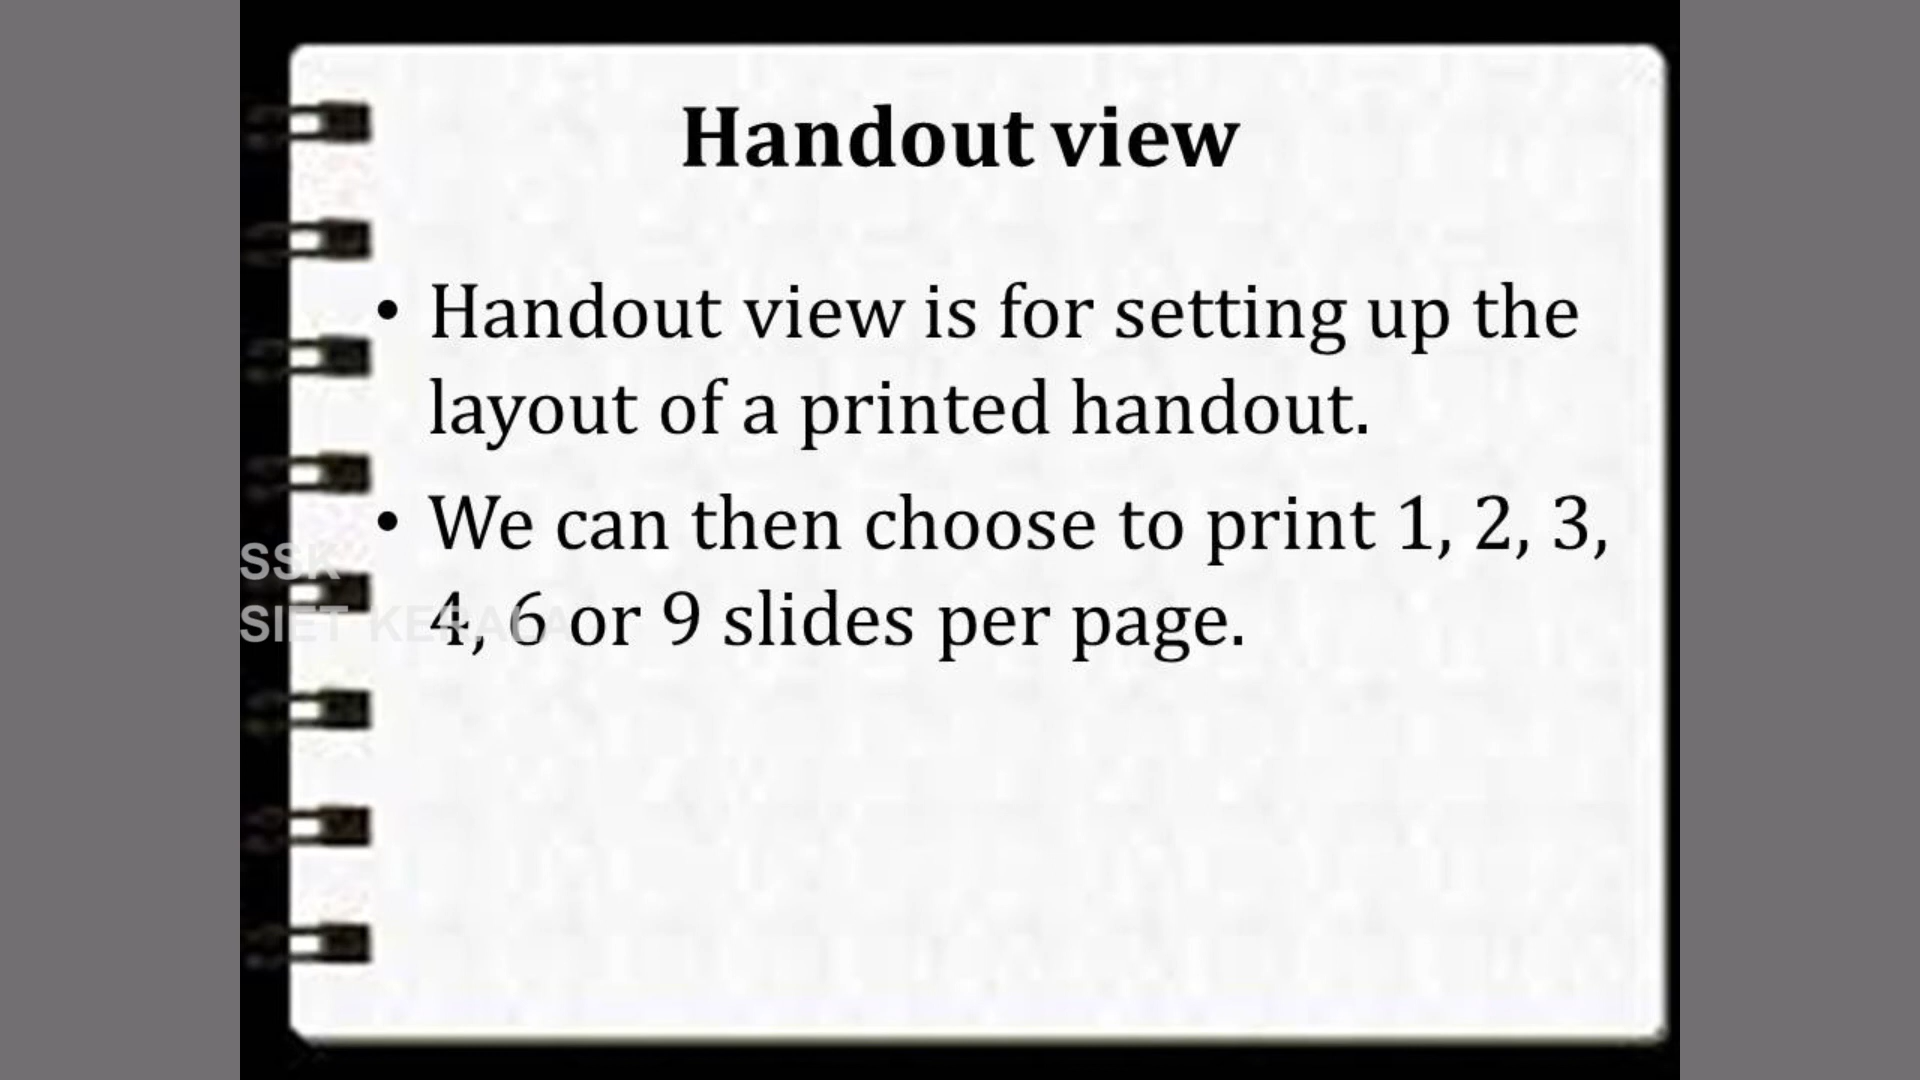 Handout view
• Handout view is for setting up the
layout of a printed handout.
• We can then choose to print 1, 2, 3,
4, 6 or 9 slides per page.
SSK
SIET KERALA